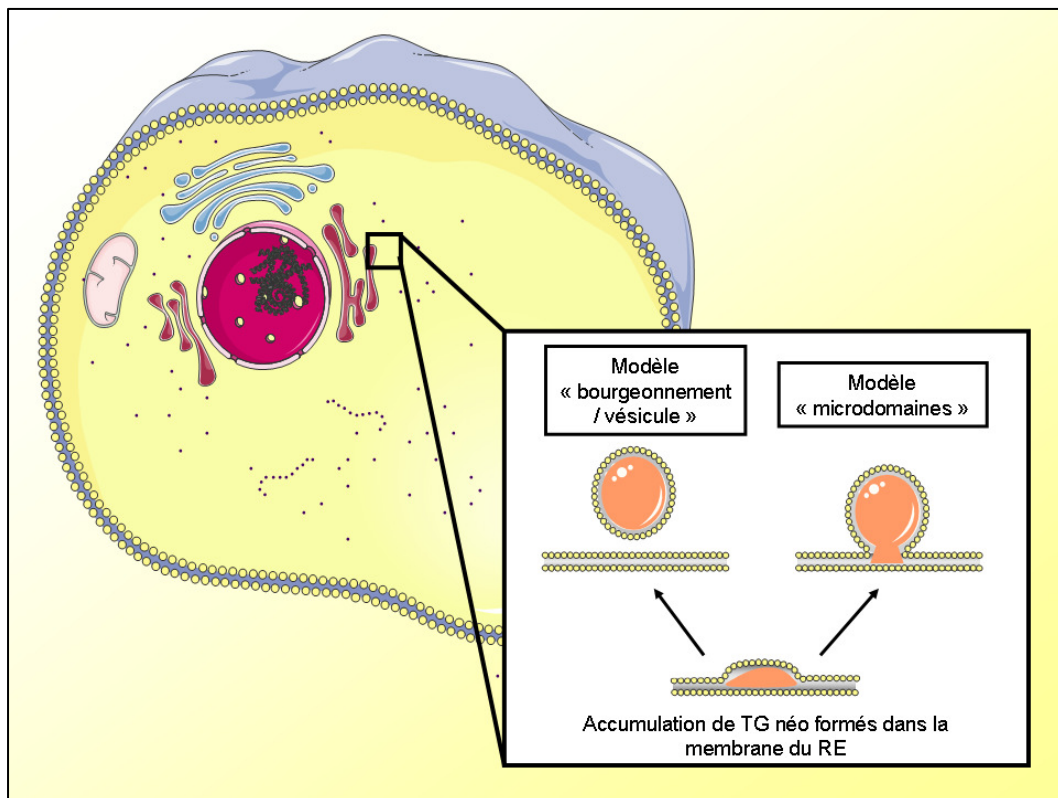 Modèle
« bourgeonnement
/ vésicule »
Modèle
« microdomaines »
Accumulation de TG néo formés dans la
membrane du RE